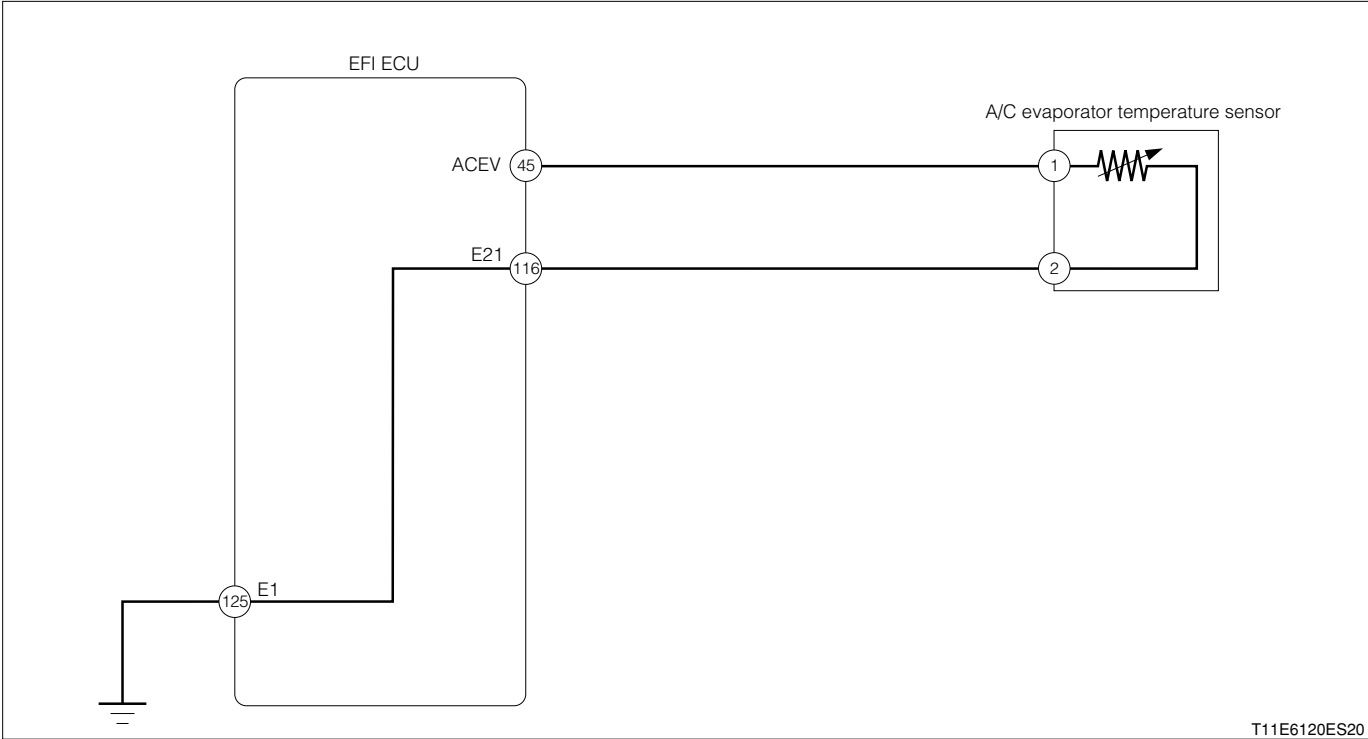 EFI ECU
A/C evaporator temperature sensor
ACEV 45 1
E21 116 2
125 E1
T11E6120ES20